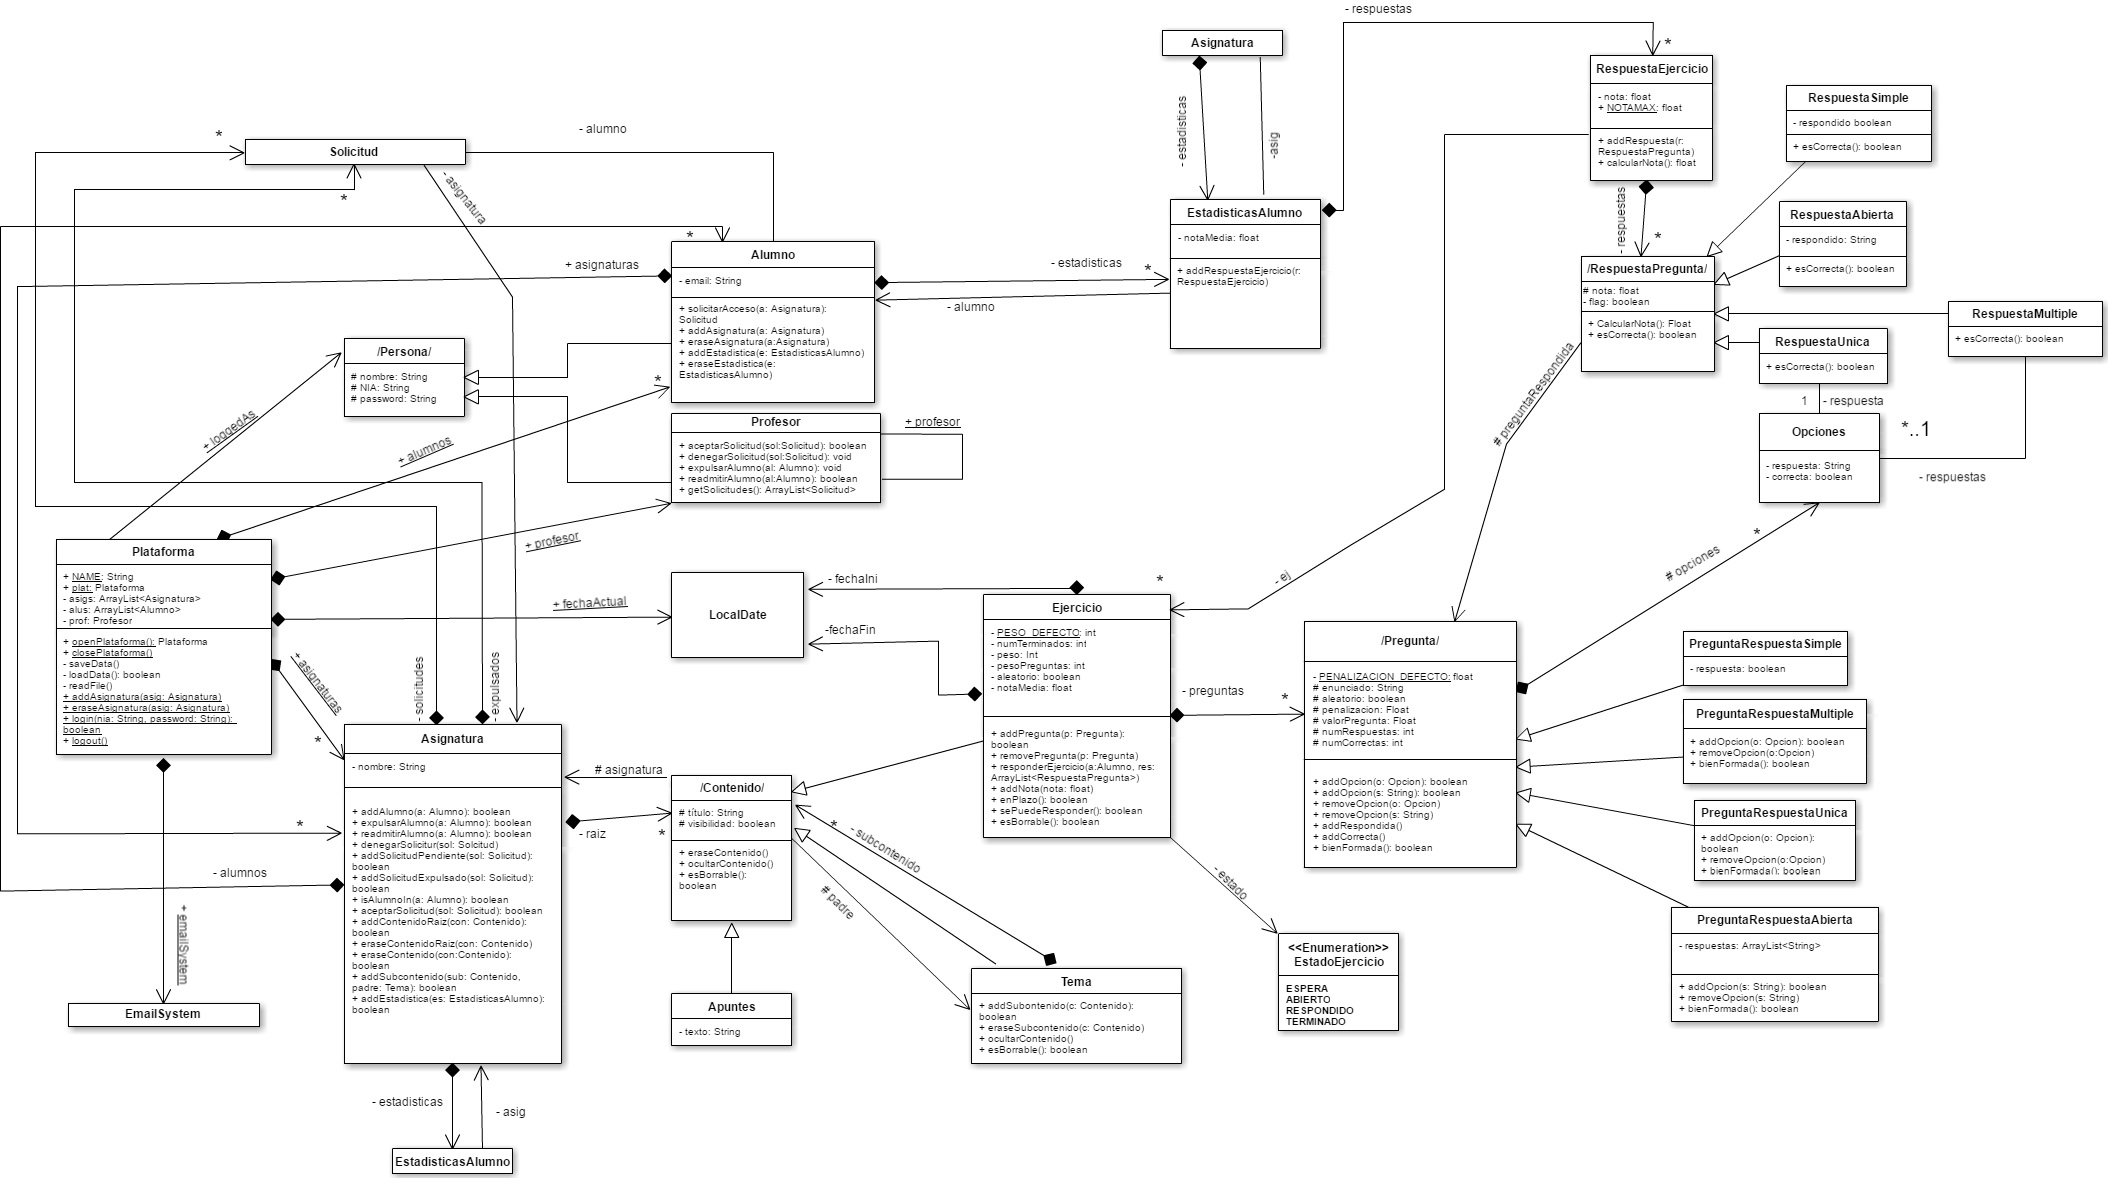 - respuestas
*
Asignatura
- estadisticas
-asig
RespuestaEjercicio
- nota: float
+ NOTAMAX: float
+ addRespuesta(r:
RespuestaPregunta)
+ calcularNota(): float
RespuestaSimple
- respondido boolean
+ esCorrecta(): boolean
*
- alumno
Solicitud
*
- asignatura
- respuestas
*
RespuestaAbierta
- respondido: String
+ esCorrecta(): boolean
EstadisticasAlumno
- notaMedia: float
+ addRespuestaEjercicio(r:
RespuestaEjercicio)
*
Alumno
- email: String
+ solicitarAcceso(a: Asignatura):
Solicitud
+ addAsignatura(a: Asignatura)
+ eraseAsignatura(a:Asignatura)
+ addEstadistica(e: EstadisticasAlumno)
+ eraseEstadistica(e:
EstadisticasAlumno)
+ asignaturas
- estadisticas
*
- alumno
/RespuestaPregunta/
# nota: float
- flag: boolean
+ CalcularNota(): Float
+ esCorrecta(): boolean
RespuestaMultiple
+ esCorrecta(): boolean
RespuestaUnica
+ esCorrecta(): boolean
1
- respuesta
/Persona/
# nombre: String
# NIA: String
# password: String
*
+ loggedAs
+ alumnos
# preguntaRespondida
Profesor
+ aceptarSolicitud(sol:Solicitud): boolean
+ denegarSolicitud(sol:Solicitud): void
+ expulsarAlumno(al: Alumno): void
+ readmitirAlumno(al:Alumno): boolean
+ getSolicitudes(): ArrayList<Solicitud>
+ profesor
Opciones
- respuesta: String
- correcta: boolean
*..1
- respuestas
+ profesor
*
# opciones
Plataforma
+ NAME: String
+ plat: Plataforma
- asigs: ArrayList<Asignatura>
- alus: ArrayList<Alumno>
- prof: Profesor
+ openPlataforma(): Plataforma
+ closePlataforma()
- saveData()
- loadData(): boolean
- readFile()
+ addAsignatura(asig: Asignatura)
+ eraseAsignatura(asig: Asignatura)
+ login(nia: String, password: String):
boolean
+ logout()
+ fechaActual
LocalDate
- fechaIni
-fechaFin
*
- ej
Ejercicio
- PESO_DEFECTO: int
- numTerminados: int
- peso: Int
- pesoPreguntas: int
- aleatorio: boolean
- notaMedia: float
+ addPregunta(p: Pregunta):
boolean
+ removePregunta(p: Pregunta)
+ responderEjercicio(a:Alumno, res:
ArrayList<RespuestaPregunta>)
+ addNota(nota: float)
+ enPlazo(): boolean
+ sePuedeResponder(): boolean
+ esBorrable(): boolean
- preguntas
*
/Pregunta/
- PENALIZACION_DEFECTO: float
# enunciado: String
# aleatorio: boolean
# penalizacion: Float
# valorPregunta: Float
# numRespuestas: int
# numCorrectas: int
+ addOpcion(o: Opcion): boolean
+ addOpcion(s: String): boolean
+ removeOpcion(o: Opcion)
+ removeOpcion(s: String)
+ addRespondida()
+ addCorrecta()
+ bienFormada(): boolean
PreguntaRespuestaSimple
- respuesta: boolean
PreguntaRespuestaMultiple
+ addOpcion(o: Opcion): boolean
+ removeOpcion(o:Opcion)
+ bienFormada(): boolean
PreguntaRespuestaUnica
+ addOpcion(o: Opcion):
boolean
+ removeOpcion(o:Opcion)
+ bienFormada(): boolean
PreguntaRespuestaAbierta
- respuestas: ArrayList<String>
+ addOpcion(s: String): boolean
+ removeOpcion(s: String)
+ bienFormada(): boolean
+ asignaturas
*
- solicitudes
- expulsados
Asignatura
- nombre: String
+ addAlumno(a: Alumno): boolean
+ expulsarAlumno(a: Alumno): boolean
+ readmitirAlumno(a: Alumno): boolean
+ denegarSolicitur(sol: Solcitud)
+ addSolicitudPendiente(sol: Solicitud):
boolean
+ addSolicitudExpulsado(sol: Solicitud):
boolean
+ isAlumnoIn(a: Alumno): boolean
+ aceptarSolicitud(sol: Solicitud): boolean
+ addContenidoRaiz(con: Contenido):
boolean
+ eraseContenidoRaiz(con: Contenido)
+ eraseContenido(con:Contenido):
boolean
+ addSubcontenido(sub: Contenido,
padre: Tema): boolean
+ addEstadistica(es: EstadisticasAlumno):
boolean
*
- alumnos
+ emailSystem
EmailSystem
# asignatura
- raiz
*
/Contenido/
# título: String
# visibilidad: boolean
+ eraseContenido()
+ ocultarContenido()
+ esBorrable():
boolean
*
- subcontenido
# padre
- estado
Apuntes
- texto: String
Tema
+ addSubontenido(c: Contenido):
boolean
+ eraseSubcontenido(c: Contenido)
+ ocultarContenido()
+ esBorrable(): boolean
<<Enumeration>>
EstadoEjercicio
ESPERA
ABIERTO
RESPONDIDO
TERMINADO
- estadisticas
- asig
EstadisticasAlumno